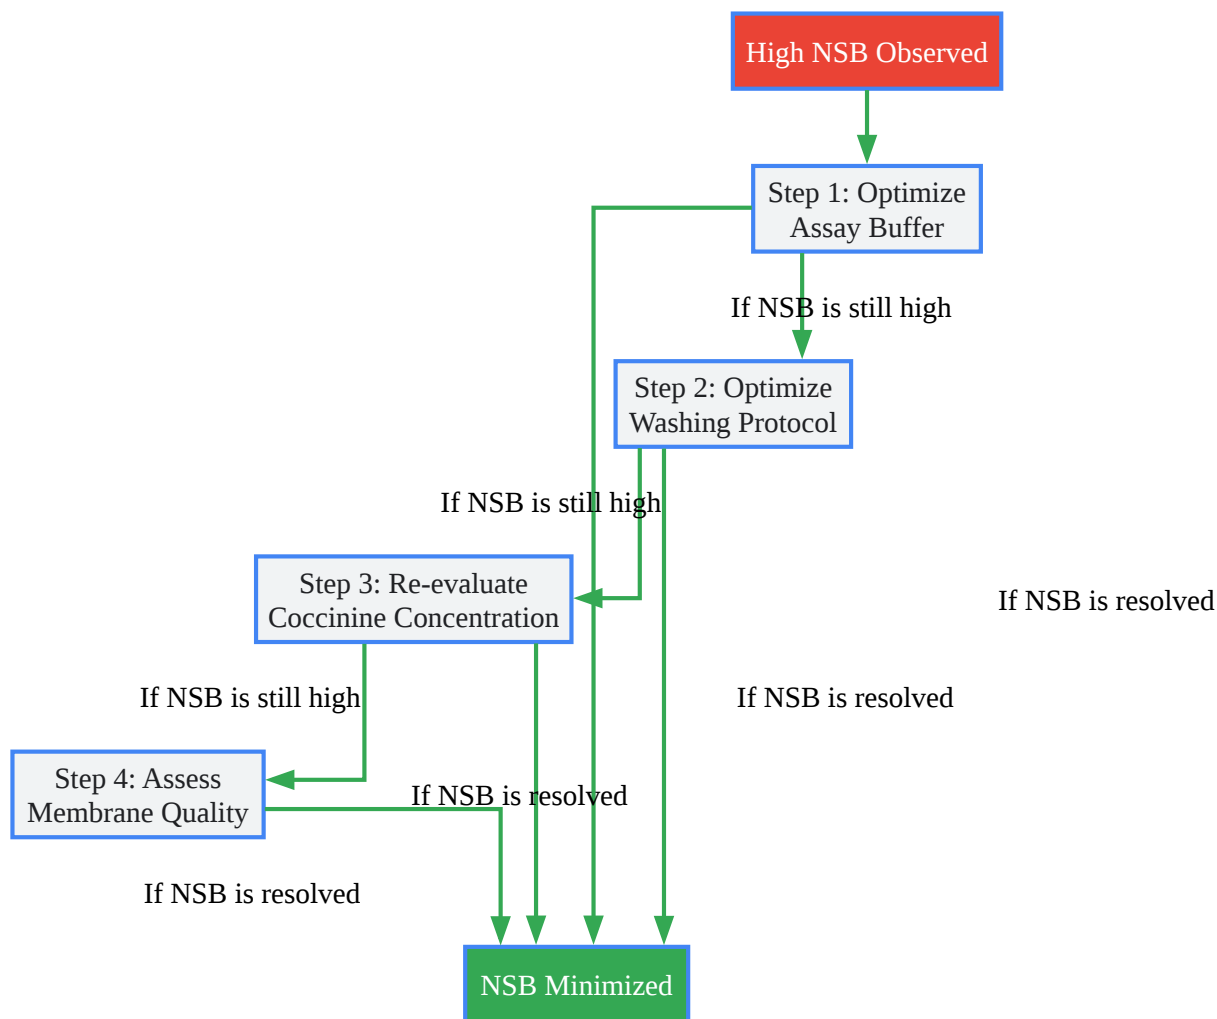 High NSB Observed
Step 1: Optimize
Assay Buffer
If NSB is still high
Step 2: Optimize
Washing Protocol
If NSB is still high
Step 3: Re-evaluate
Coccinine Concentration
If NSB is resolved
If NSB is still high
If NSB is resolved
Step 4: Assess
Membrane Quality
If NSB is resolved
If NSB is resolved
NSB Minimized